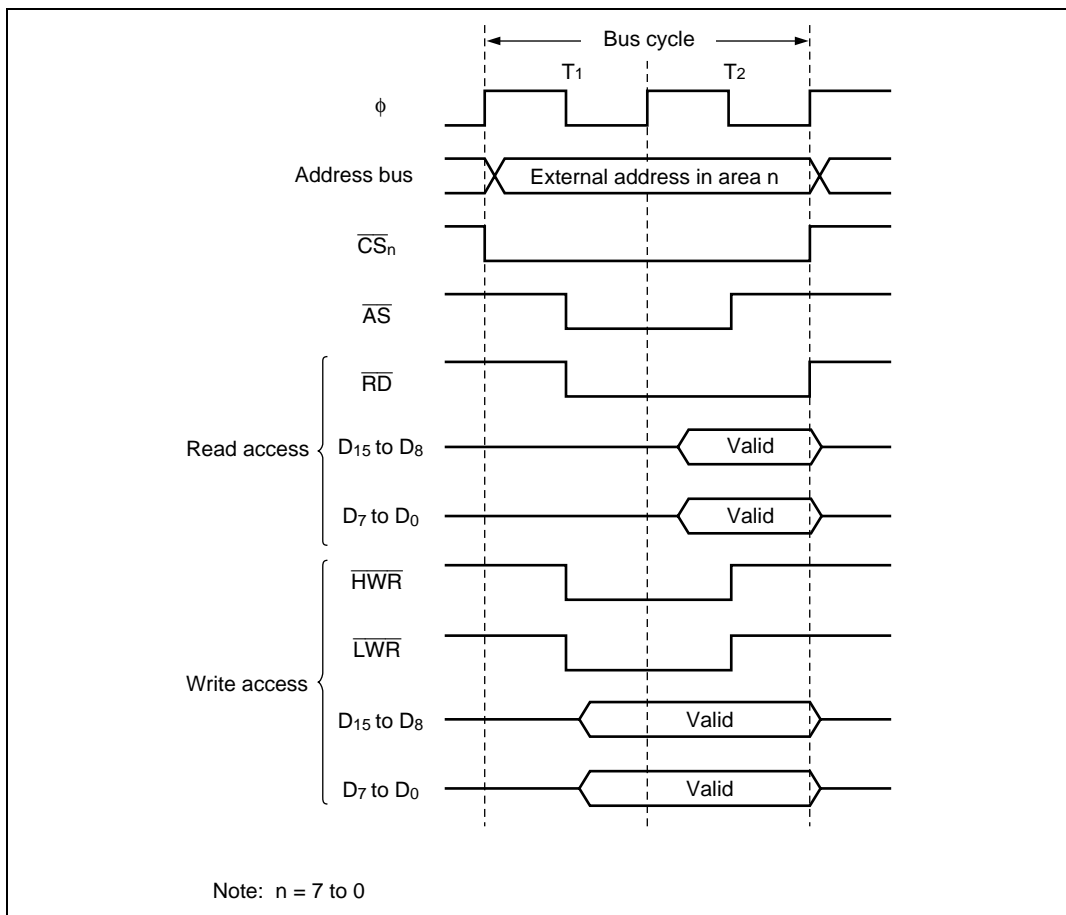 Bus cycle
T1 T2
ϕ
Address bus
External address in area n
CSn
AS
RD
Read access
D15 to D8
Valid
D7 to D0
Valid
HWR
LWR
Write access
D15 to D8
Valid
D7 to D0
Valid
Note: n = 7 to 0